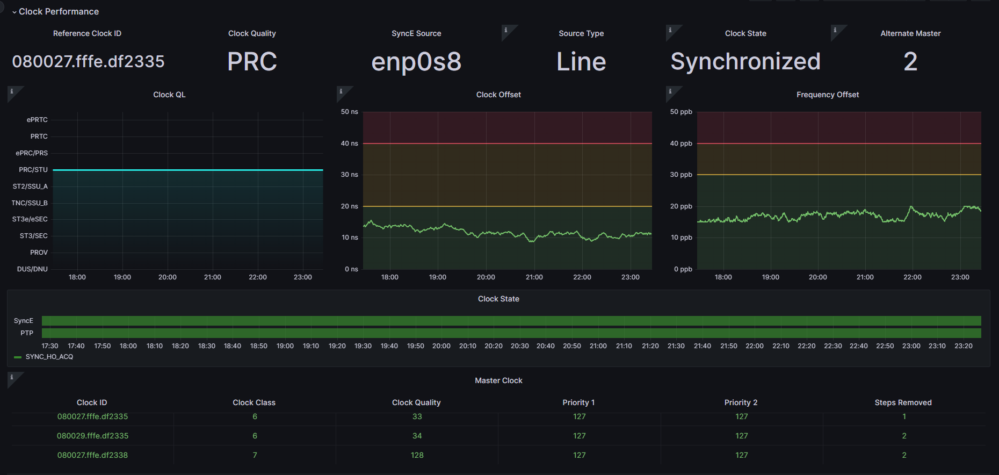 Clock Performance
Reference Clock ID
Clock Quality
SyncE Source
Source Type
Clock State
Alternate Master
080027.fffe.df2335
PRC
enp0s8
Line
Synchronized
2
Clock QL
ePRTC
PRTC
ePRC/PRS
PRC/STU
ST2/SSU_A
TNC/SSU_B
ST3e/eSEC
ST3/SEC
PROV
DUS/DNU
18:00 19:00 20:00 21:00 22:00 23:00
Clock Offset
50 ns
40 ns
30 ns
20 ns
10 ns
0 ns
18:00 19:00 20:00 21:00 22:00 23:00
Frequency Offset
50 ppb
40 ppb
30 ppb
20 ppb
10 ppb
0 ppb
18:00 19:00 20:00 21:00 22:00 23:00
Clock State
SyncE
PTP
17:30 17:40 17:50 18:00 18:10 18:20 18:30 18:40 18:50 19:00 19:10 19:20 19:30 19:40 19:50 20:00 20:10 20:20 20:30 20:40 20:50 21:00 21:10 21:20 21:30 21:40 21:50 22:00 22:10 22:20 22:30 22:40 22:50 23:00 23:10 23:20
SYNC_HO_ACQ
Master Clock
Clock ID Clock Class Clock Quality Priority 1 Priority 2 Steps Removed
080027.fffe.df2335 6 33 127 127 1
080029.fffe.df2335 6 34 127 127 2
080027.fffe.df2338 7 128 127 127 2